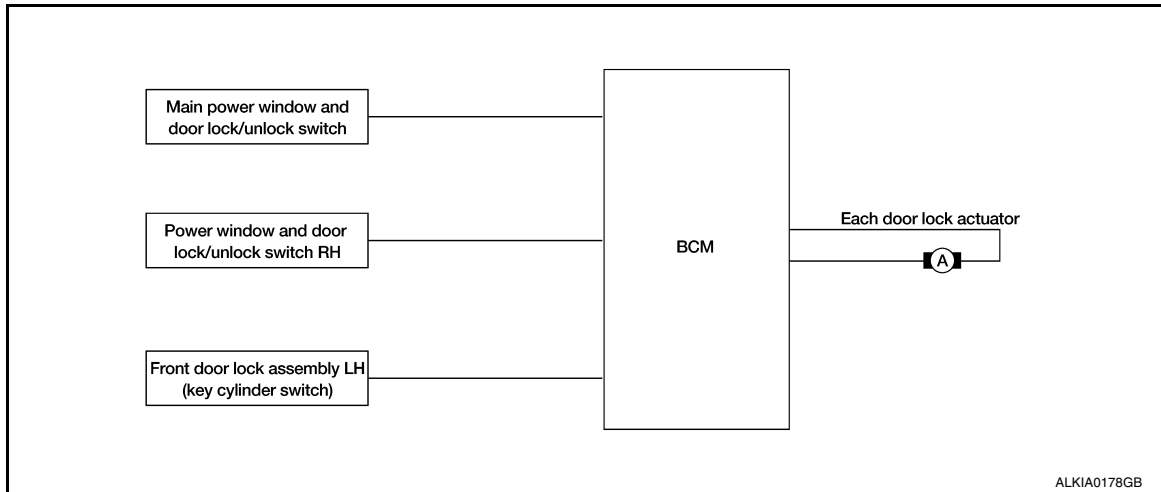 Main power window and
door lock/unlock switch
Power window and door
lock/unlock switch RH
Front door lock assembly LH
(key cylinder switch)
BCM
Each door lock actuator
A
ALKIA0178GB